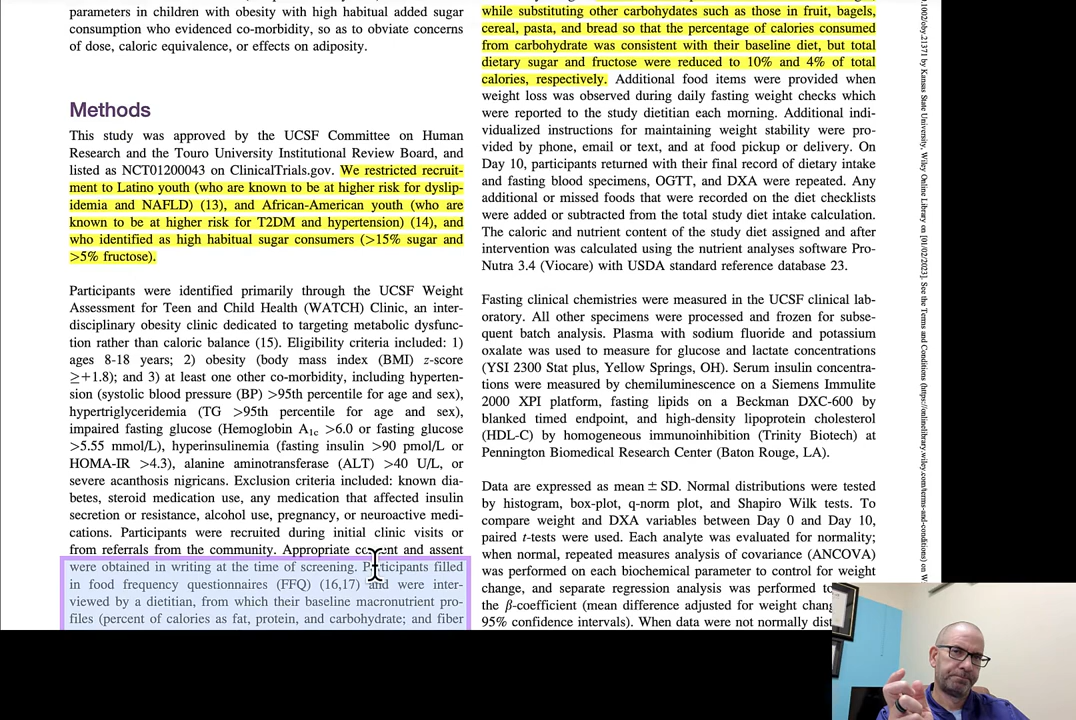 parameters in children with obesity with high habitual added sugar
consumption who evidenced co-morbidity, so as to obviate concerns
of dose, caloric equivalence, or effects on adiposity.
Methods
This study was approved by the UCSF Committee on Human
Research and the Touro University Institutional Review Board, and
listed as NCT01200043 on ClinicalTrials.gov. We restricted recruit-
ment to Latino youth (who are known to be at higher risk for dyslip-
idemia and NAFLD) (13), and African-American youth (who are
known to be at higher risk for T2DM and hypertension) (14), and
who identified as high habitual sugar consumers (>15% sugar and
>5% fructose).
Participants were identified primarily through the UCSF Weight
Assessment for Teen and Child Health (WATCH) Clinic, an inter-
disciplinary obesity clinic dedicated to targeting metabolic dysfunc-
tion rather than caloric balance (15). Eligibility criteria included: 1)
ages 8-18 years; 2) obesity (body mass index (BMI) z-score
≥+1.8); and 3) at least one other co-morbidity, including hyperten-
sion (systolic blood pressure (BP) >95th percentile for age and sex),
hypertriglyceridemia (TG >95th percentile for age and sex),
impaired fasting glucose (Hemoglobin A1c >6.0 or fasting glucose
>5.55 mmol/L), hyperinsulinemia (fasting insulin >90 pmol/L or
HOMA-IR >4.3), alanine aminotransferase (ALT) >40 U/L, or
severe acanthosis nigricans. Exclusion criteria included: known dia-
betes, steroid medication use, any medication that affected insulin
secretion or resistance, alcohol use, pregnancy, or neuroactive medi-
cations. Participants were recruited during initial clinic visits or
from referrals from the community. Appropriate consent and assent
were obtained in writing at the time of screening. Participants filled
in food frequency questionnaires (FFQ) (16,17) and were inter-
viewed by a dietitian, from which their baseline macronutrient pro-
files (percent of calories as fat, protein, and carbohydrate; and fiber
while substituting other carbohydates such as those in fruit, bagels,
cereal, pasta, and bread so that the percentage of calories consumed
from carbohydrate was consistent with their baseline diet, but total
dietary sugar and fructose were reduced to 10% and 4% of total
calories, respectively. Additional food items were provided when
weight loss was observed during daily fasting weight checks which
were reported to the study dietitian each morning. Additional indi-
vidualized instructions for maintaining weight stability were pro-
vided by phone, email or text, and at food pickup or delivery. On
Day 10, participants returned with their final record of dietary intake
and fasting blood specimens, OGTT, and DXA were repeated. Any
additional or missed foods that were recorded on the diet checklists
were added or subtracted from the total study diet intake calculation.
The caloric and nutrient content of the study diet assigned and after
intervention was calculated using the nutrient analyses software Pro-
Nutra 3.4 (Viocare) with USDA standard reference database 23.
Fasting clinical chemistries were measured in the UCSF clinical lab-
oratory. All other specimens were processed and frozen for subse-
quent batch analysis. Plasma with sodium fluoride and potassium
oxalate was used to measure for glucose and lactate concentrations
(YSI 2300 Stat plus, Yellow Springs, OH). Serum insulin concentra-
tions were measured by chemiluminescence on a Siemens Immulite
2000 XPI platform, fasting lipids on a Beckman DXC-600 by
blanked timed endpoint, and high-density lipoprotein cholesterol
(HDL-C) by homogeneous immunoinhibition (Trinity Biotech) at
Pennington Biomedical Research Center (Baton Rouge, LA).
Data are expressed as mean ± SD. Normal distributions were tested
by histogram, box-plot, q-norm plot, and Shapiro Wilk tests. To
compare weight and DXA variables between Day 0 and Day 10,
paired t-tests were used. Each analyte was evaluated for normality;
when normal, repeated measures analysis of covariance (ANCOVA)
was performed on each biochemical parameter to control for weight
change, and separate regression analysis was performed to
the β-coefficient (mean difference adjusted for weight chang
95% confidence intervals). When data were not normally dist
.1002/oby.21371 by Kansas State University, Wiley Online Library on [01/02/2023]. See the Terms and Conditions (https://onlinelibrary.wiley.com/terms-and-conditions) on W